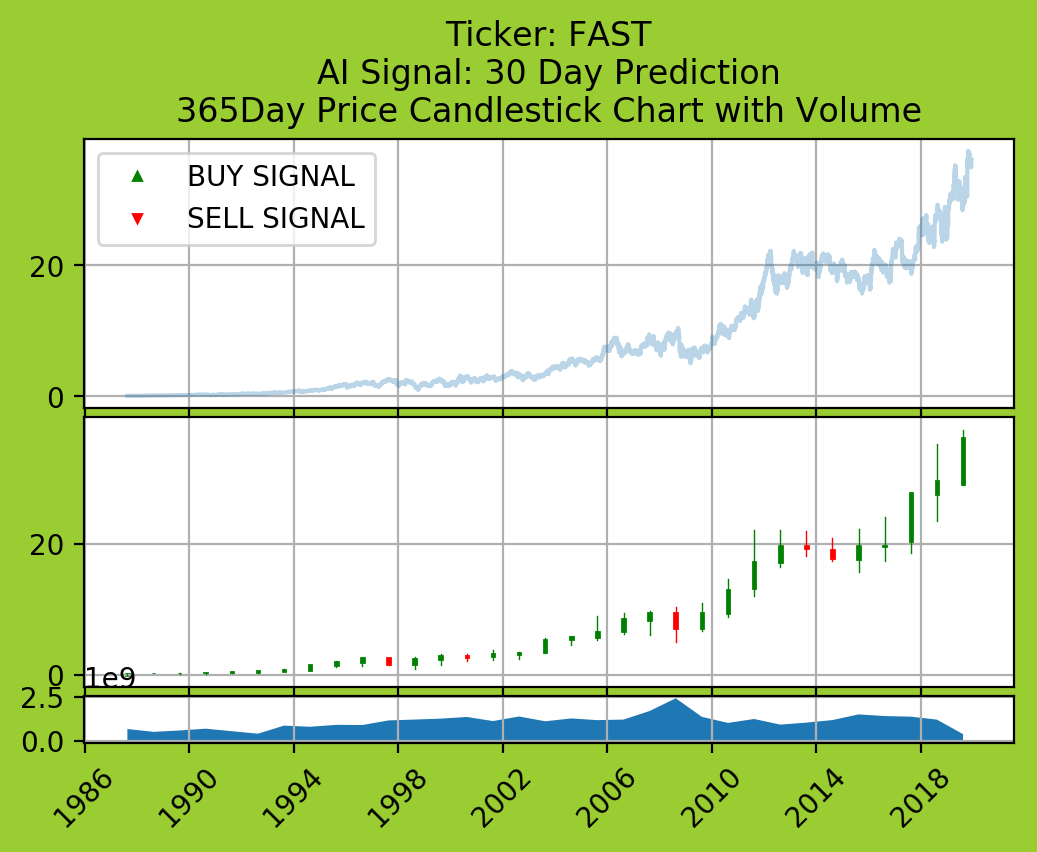 Ticker: FAST
AI Signal: 30 Day Prediction
365Day Price Candlestick Chart with Volume
BUY SIGNAL
SELL SIGNAL
20
0
20
0
1e9
2.5
0.0
1986 1990 1994 1998 2002 2006 2010 2014 2018